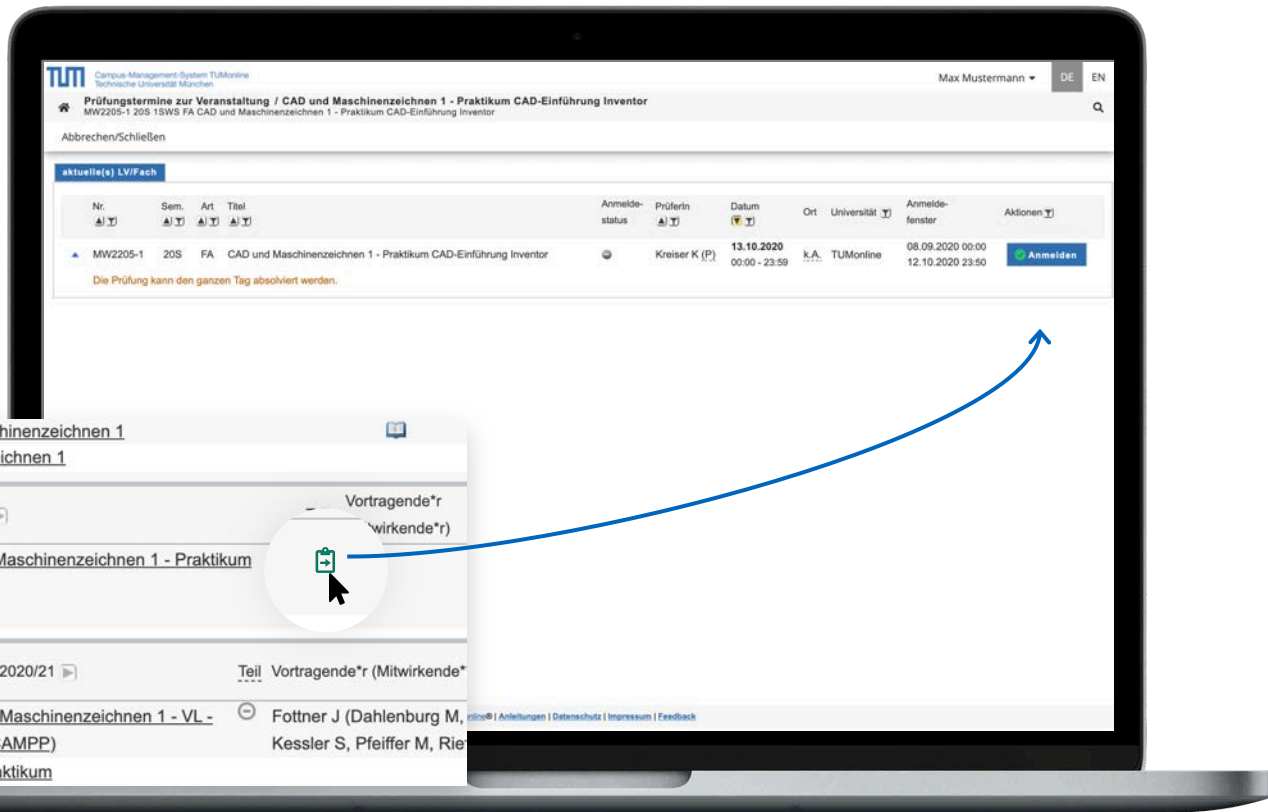 TUM
Campus-Management-System TUMonline
Technische Universität München
Max Mustermann
DE
EN
Prüfungstermine zur Veranstaltung / CAD und Maschinenzeichnen 1 - Praktikum CAD-Einführung Inventor
MW2205-1 20S 1SWS FA CAD und Maschinenzeichnen 1 - Praktikum CAD-Einführung Inventor
Abbrechen/Schließen
aktuelle(s) LV/Fach
Nr. Sem. Art Titel Anmelde-status PrüferIn Datum Ort Universität Anmelde-fenster Aktionen
MW2205-1 20S FA CAD und Maschinenzeichnen 1 - Praktikum CAD-Einführung Inventor Kreiser K (P) 13.10.2020 k.A. TUMonline 08.09.2020 00:00 Anmelden
00:00 - 23:59 12.10.2020 23:50
Die Prüfung kann den ganzen Tag absolviert werden.
hinenzeichnen 1
ichnen 1
Vortragende*r
twirkende*r)
Maschinenzeichnen 1 - Praktikum
2020/21 Teil Vortragende*r (Mitwirkende*
Maschinenzeichnen 1 - VL - Fottner J (Dahlenburg M,
AMPP) Kessler S, Pfeiffer M, Rie
ktikum
nline® | Anleitungen | Datenschutz | Impressum | Feedback